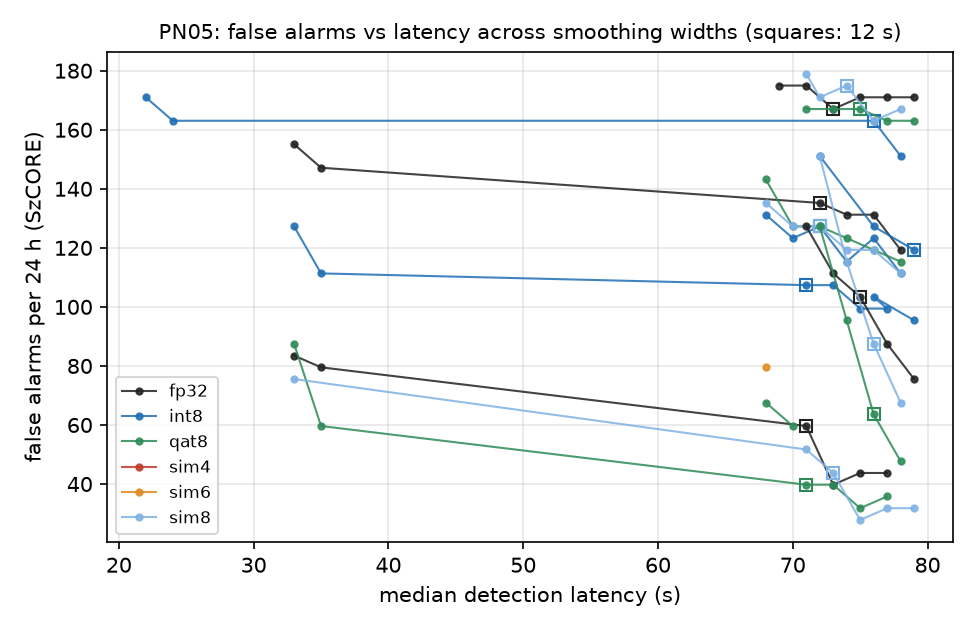 PN05: false alarms vs latency across smoothing widths (squares: 12 s)
false alarms per 24 h (SzCORE)
180
160
140
120
100
80
60
40
fp32
int8
qat8
sim4
sim6
sim8
20 30 40 50 60 70 80
median detection latency (s)